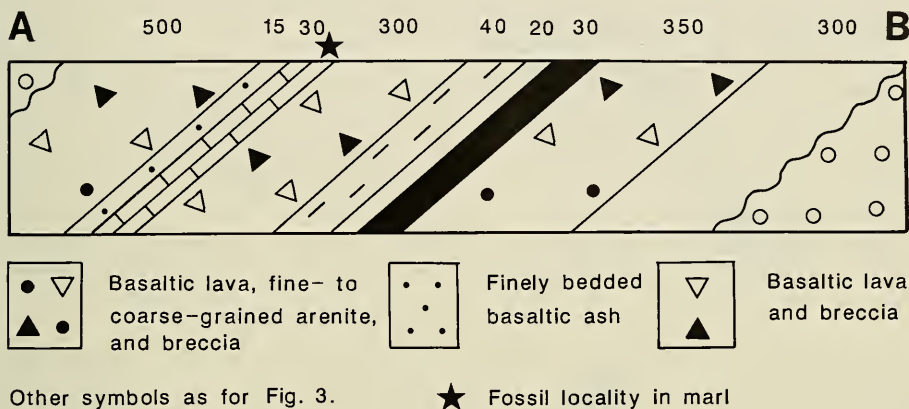 A 500 15 30 300 40 20 30 350 300 B
Basaltic lava, fine- to
coarse-grained arenite,
and breccia
Finely bedded
basaltic ash
Basaltic lava
and breccia
Other symbols as for Fig. 3.
Fossil locality in marl